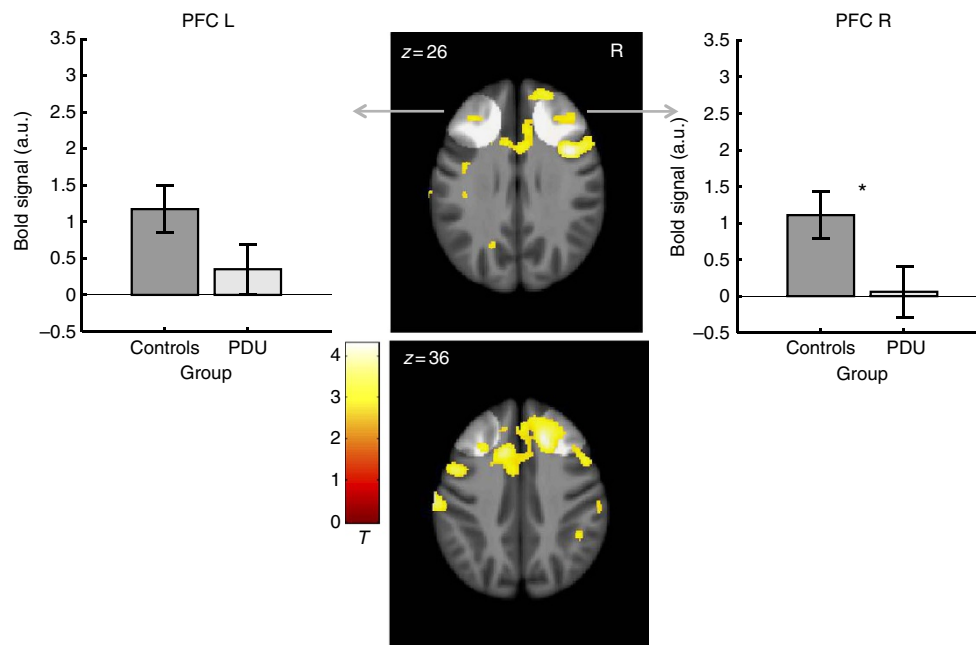 PFC L
3.5
3
2.5
2
1.5
1
0.5
0
–0.5
Bold signal (a.u.)
Controls PDU
Group
z = 26 R
PFC R
3.5
3
2.5
2
1.5
1
0.5
0
–0.5
Bold signal (a.u.)
*
Controls PDU
Group
4
3
2
1
0
T
z = 36